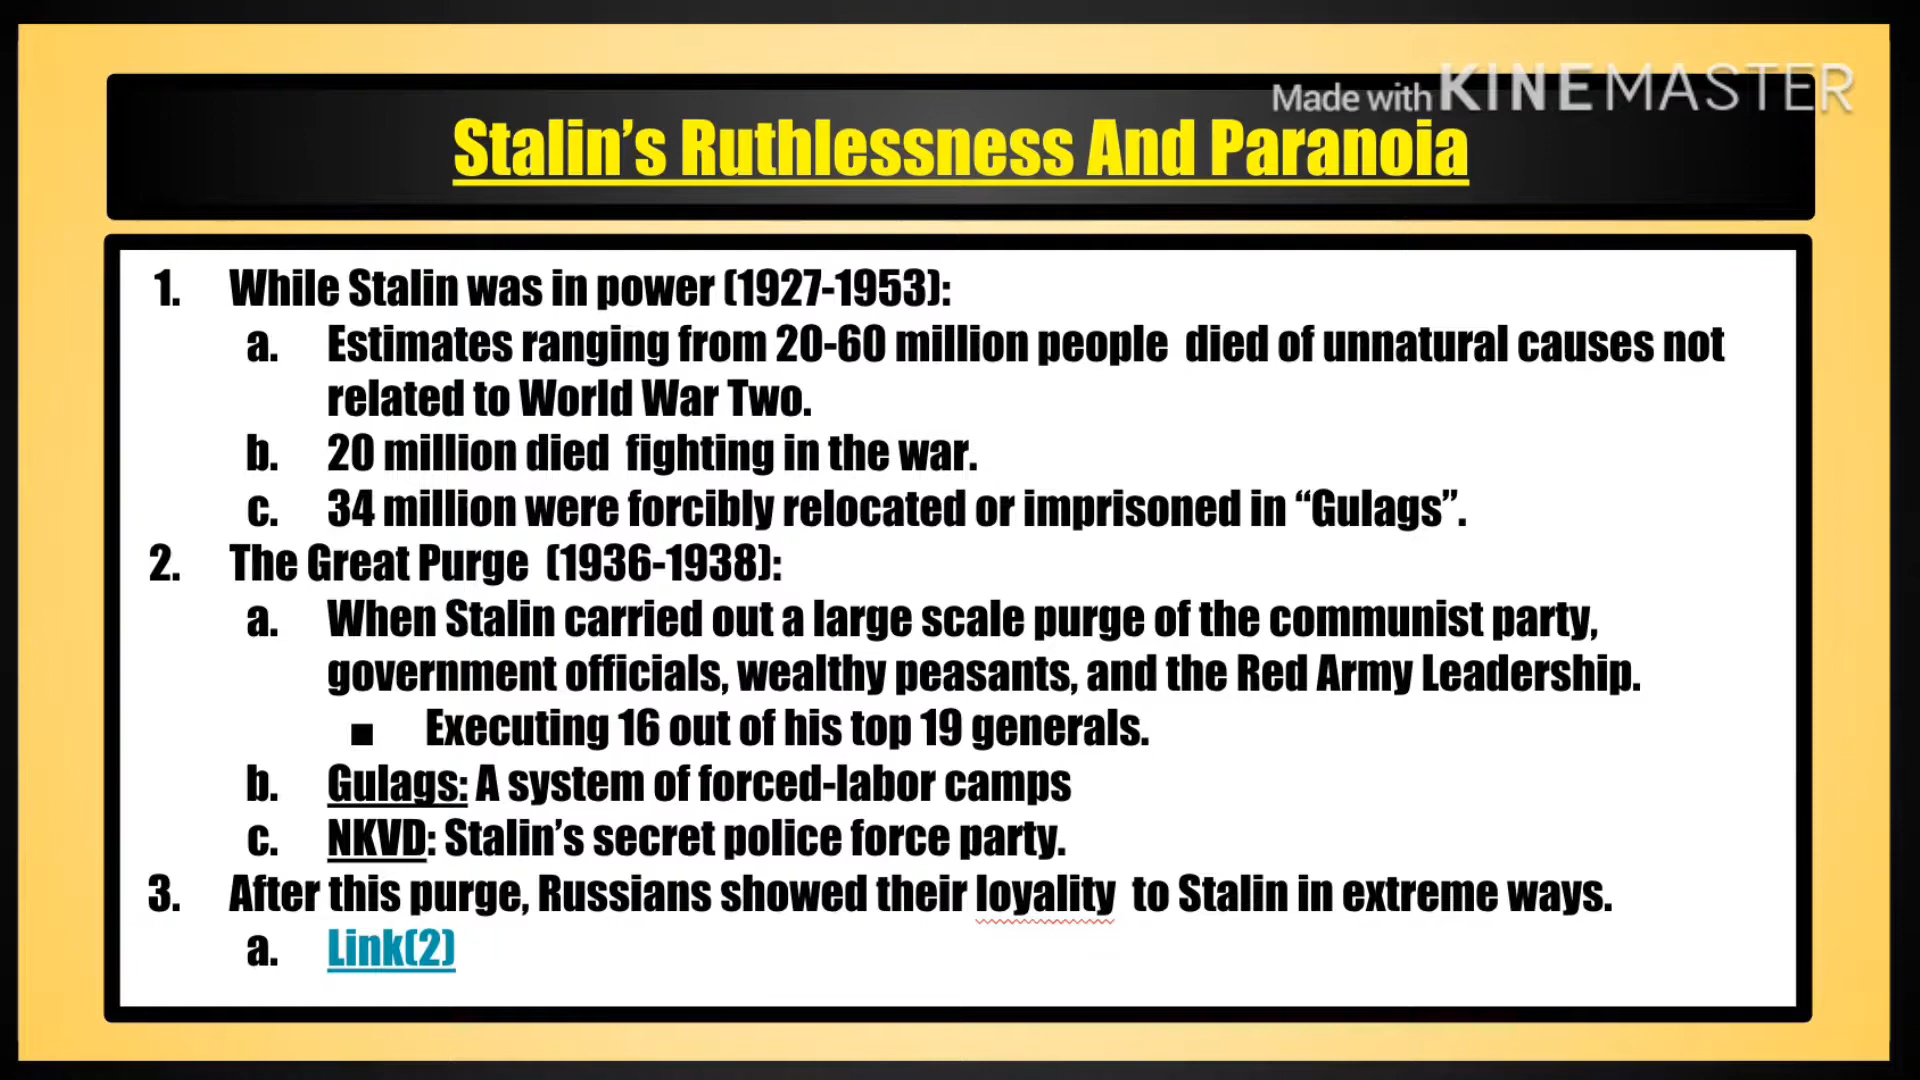 Made with KINEMASTER
Stalin’s Ruthlessness And Paranoia
1. While Stalin was in power (1927-1953):
a. Estimates ranging from 20-60 million people died of unnatural causes not
related to World War Two.
b. 20 million died fighting in the war.
c. 34 million were forcibly relocated or imprisoned in “Gulags”.
2. The Great Purge (1936-1938):
a. When Stalin carried out a large scale purge of the communist party,
government officials, wealthy peasants, and the Red Army Leadership.
■ Executing 16 out of his top 19 generals.
b. Gulags: A system of forced-labor camps
c. NKVD: Stalin’s secret police force party.
3. After this purge, Russians showed their loyality to Stalin in extreme ways.
a. Link(2)